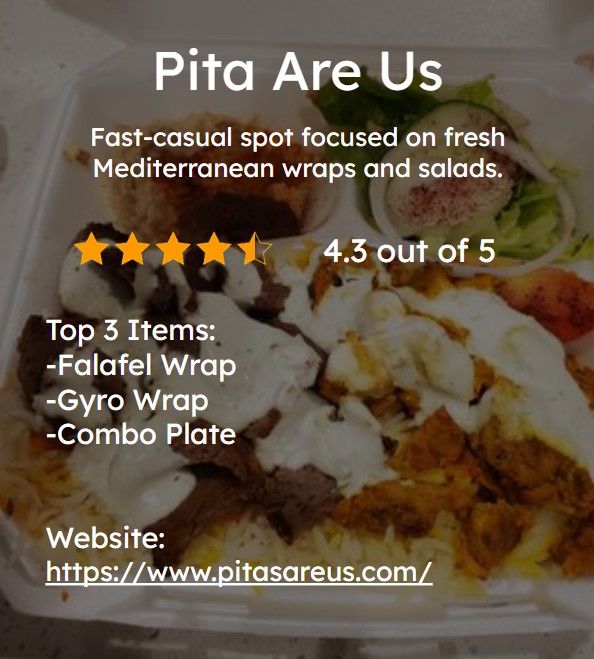 Pita Are Us
Fast-casual spot focused on fresh
Mediterranean wraps and salads.
4.3 out of 5
Top 3 Items:
-Falafel Wrap
-Gyro Wrap
-Combo Plate
Website:
https://www.pitasareus.com/